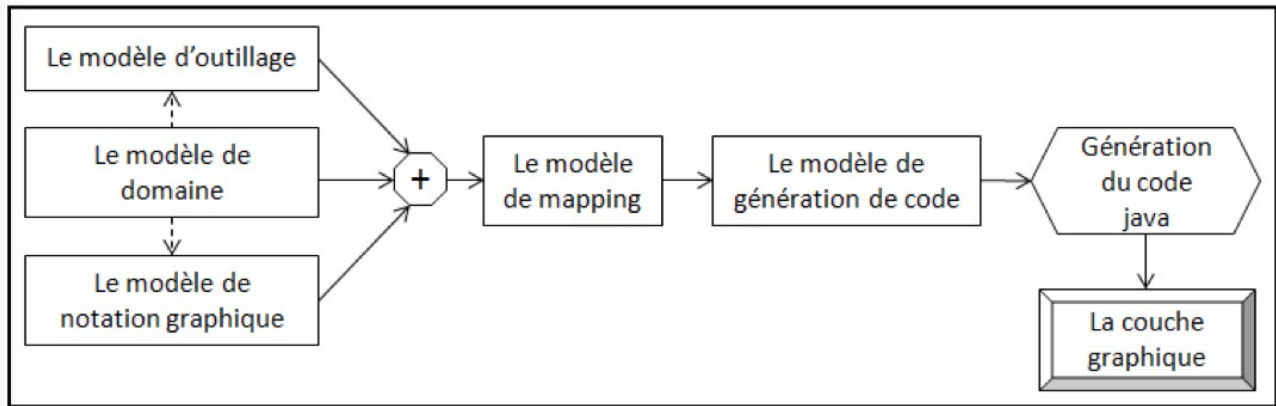 Le modèle d'outillage
Le modèle de
domaine
Le modèle de
notation graphique
+
Le modèle
de mapping
Le modèle de
génération de code
Génération
du code
java
La couche
graphique